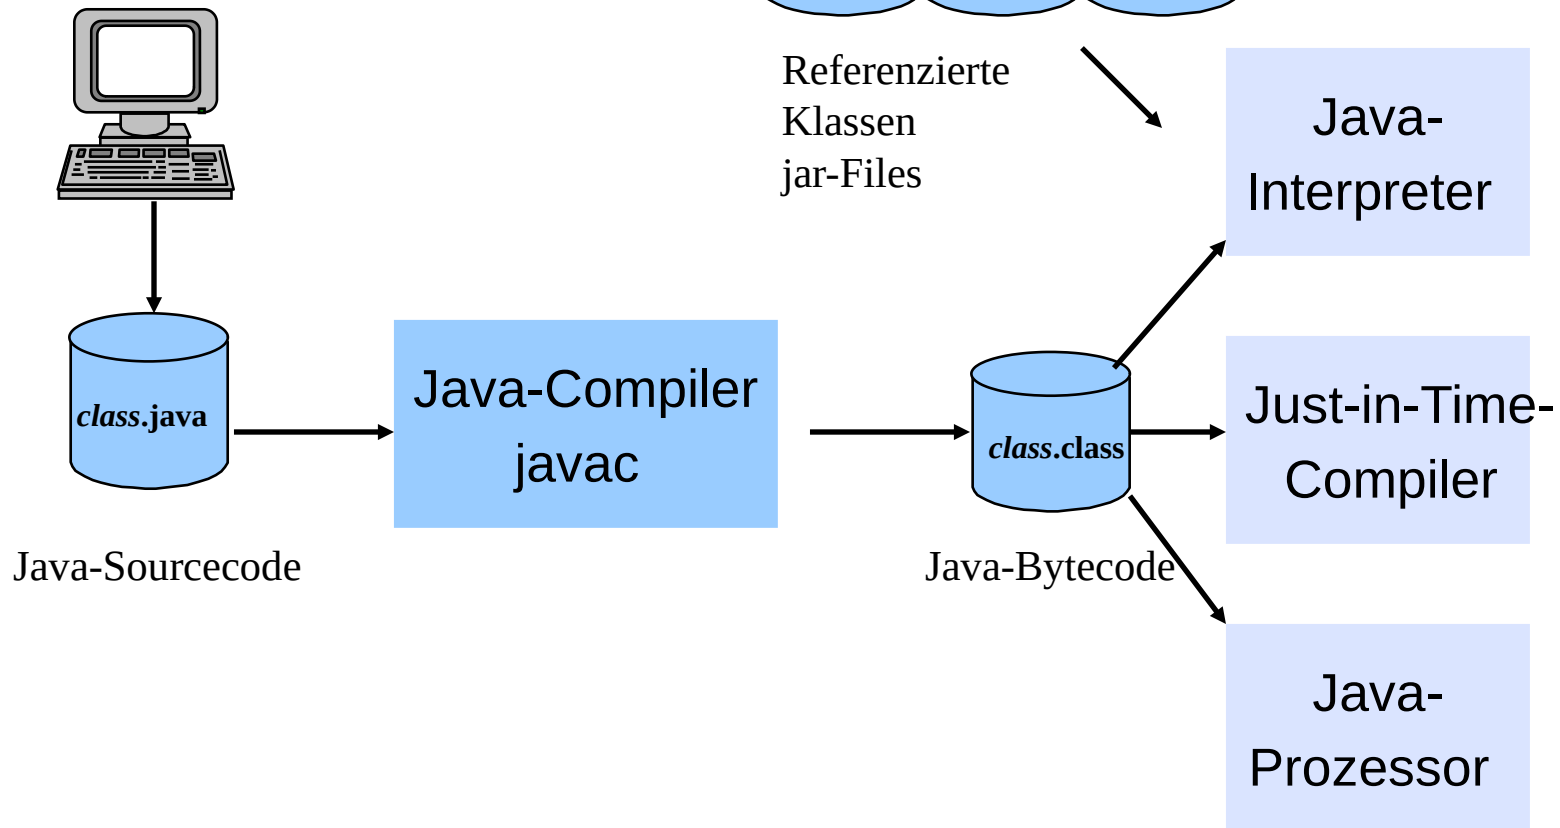 Referenzierte
Klassen
jar-Files
Java-
Interpreter
class.java
Java-Compiler
javac
class.class
Just-in-Time-
Compiler
Java-Sourcecode
Java-Bytecode
Java-
Prozessor